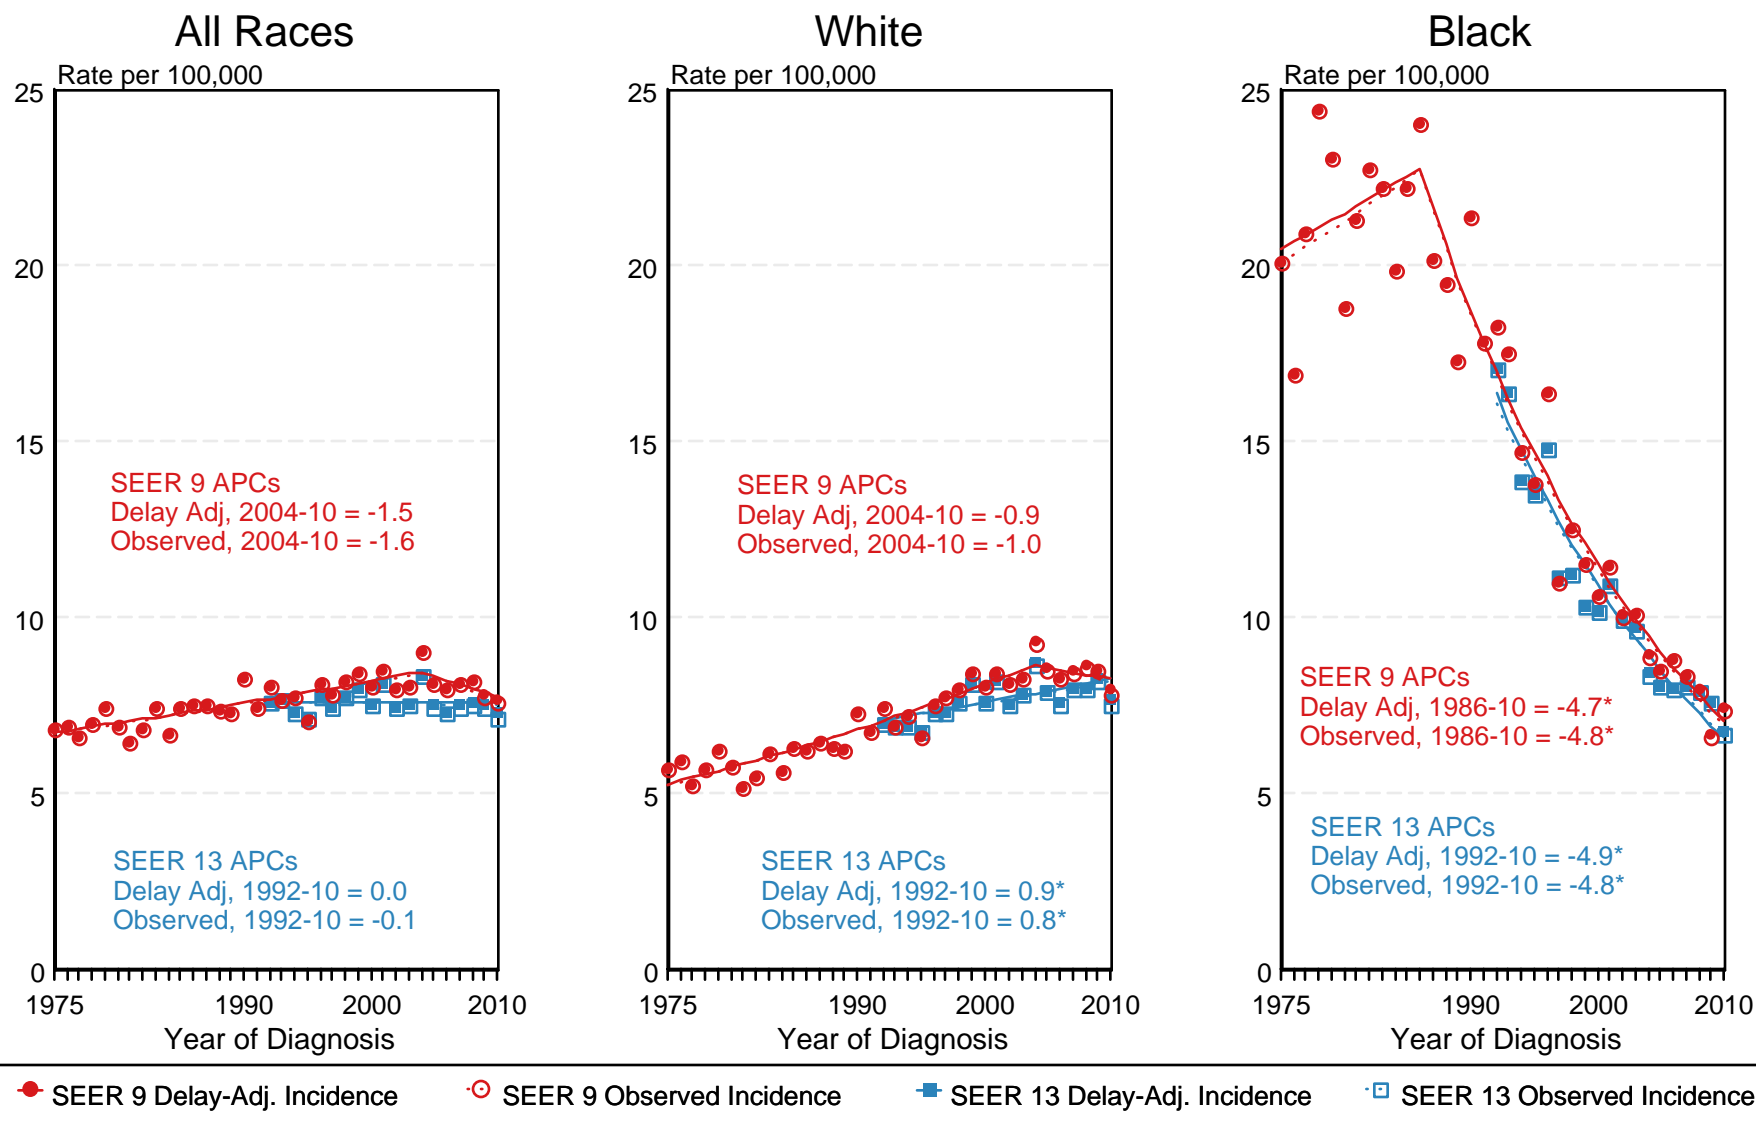 All Races
Rate per 100,000
25
20
15
10
5
0
SEER 9 APCs
Delay Adj, 2004-10 = -1.5
Observed, 2004-10 = -1.6
SEER 13 APCs
Delay Adj, 1992-10 = 0.0
Observed, 1992-10 = -0.1
1975 1990 2000 2010
Year of Diagnosis
White
Rate per 100,000
25
20
15
10
5
0
SEER 9 APCs
Delay Adj, 2004-10 = -0.9
Observed, 2004-10 = -1.0
SEER 13 APCs
Delay Adj, 1992-10 = 0.9*
Observed, 1992-10 = 0.8*
1975 1990 2000 2010
Year of Diagnosis
Black
Rate per 100,000
25
20
15
10
5
0
SEER 9 APCs
Delay Adj, 1986-10 = -4.7*
Observed, 1986-10 = -4.8*
SEER 13 APCs
Delay Adj, 1992-10 = -4.9*
Observed, 1992-10 = -4.8*
1975 1990 2000 2010
Year of Diagnosis
SEER 9 Delay-Adj. Incidence SEER 9 Observed Incidence SEER 13 Delay-Adj. Incidence SEER 13 Observed Incidence